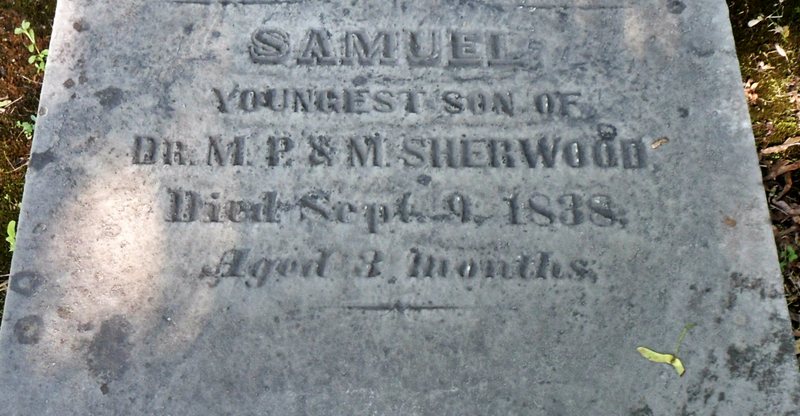 SAMUEL
YOUNGEST SON OF
DR. M. P. & M. SHERWOOD,
Died Sept. 9, 1838.
Aged 3 months,